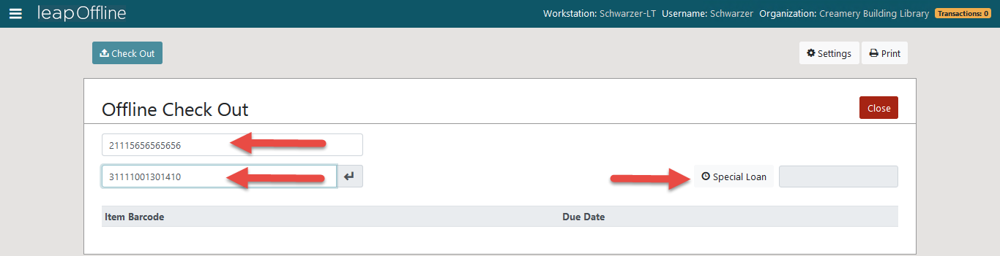 leapOffline
Workstation: Schwarzer-LT Username: Schwarzer Organization: Creamery Building Library Transactions: 0
Check Out
Settings Print
Offline Check Out
Close
21115656565656
31111001301410
Special Loan
Item Barcode Due Date